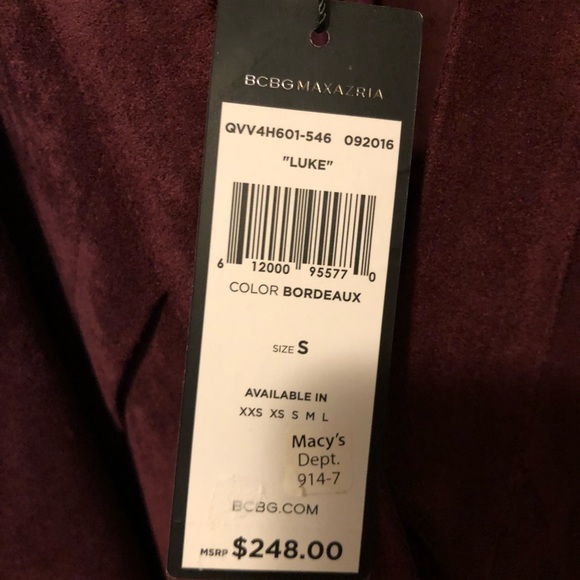 BCBGMAXAZRIA
QVV4H601-546 092016
"LUKE"
6 12000 95577 0
COLOR BORDEAUX
SIZE S
AVAILABLE IN
XXS XS S M L
Macy's
Dept.
914-7
BCBG.COM
MSRP $248.00